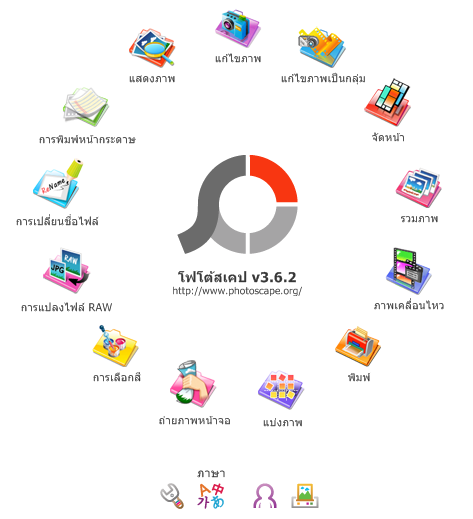 แก้ไขภาพ
แสดงภาพ
แก้ไขภาพเป็นกลุ่ม
การพิมพ์หน้ากระดาษ
จัดหน้า
ReName
การเปลี่ยนชื่อไฟล์
รวมภาพ
RAW
JPG
การแปลงไฟล์ RAW
ภาพเคลื่อนไหว
โฟโต้สเคป v3.6.2
http://www.photoscape.org/
การเลือกสี
พิมพ์
ถ่ายภาพหน้าจอ
แบ่งภาพ
ภาษา
A中
가